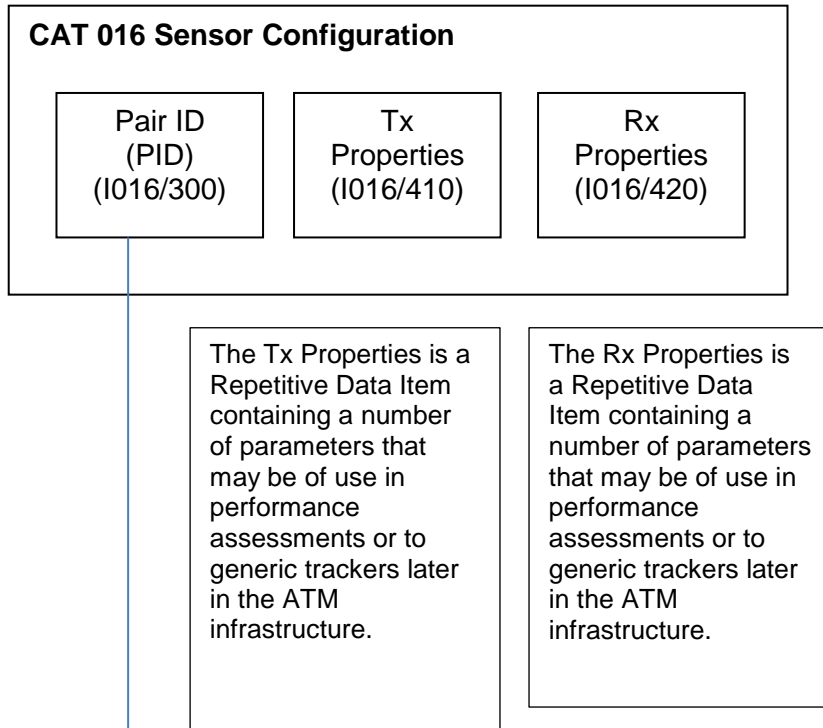 CAT 016 Sensor Configuration
Pair ID
(PID)
(I016/300)
Tx
Properties
(I016/410)
Rx
Properties
(I016/420)
The Tx Properties is a
Repetitive Data Item
containing a number
of parameters that
may be of use in
performance
assessments or to
generic trackers later
in the ATM
infrastructure.
The Rx Properties is
a Repetitive Data
Item containing a
number of parameters
that may be of use in
performance
assessments or to
generic trackers later
in the ATM
infrastructure.